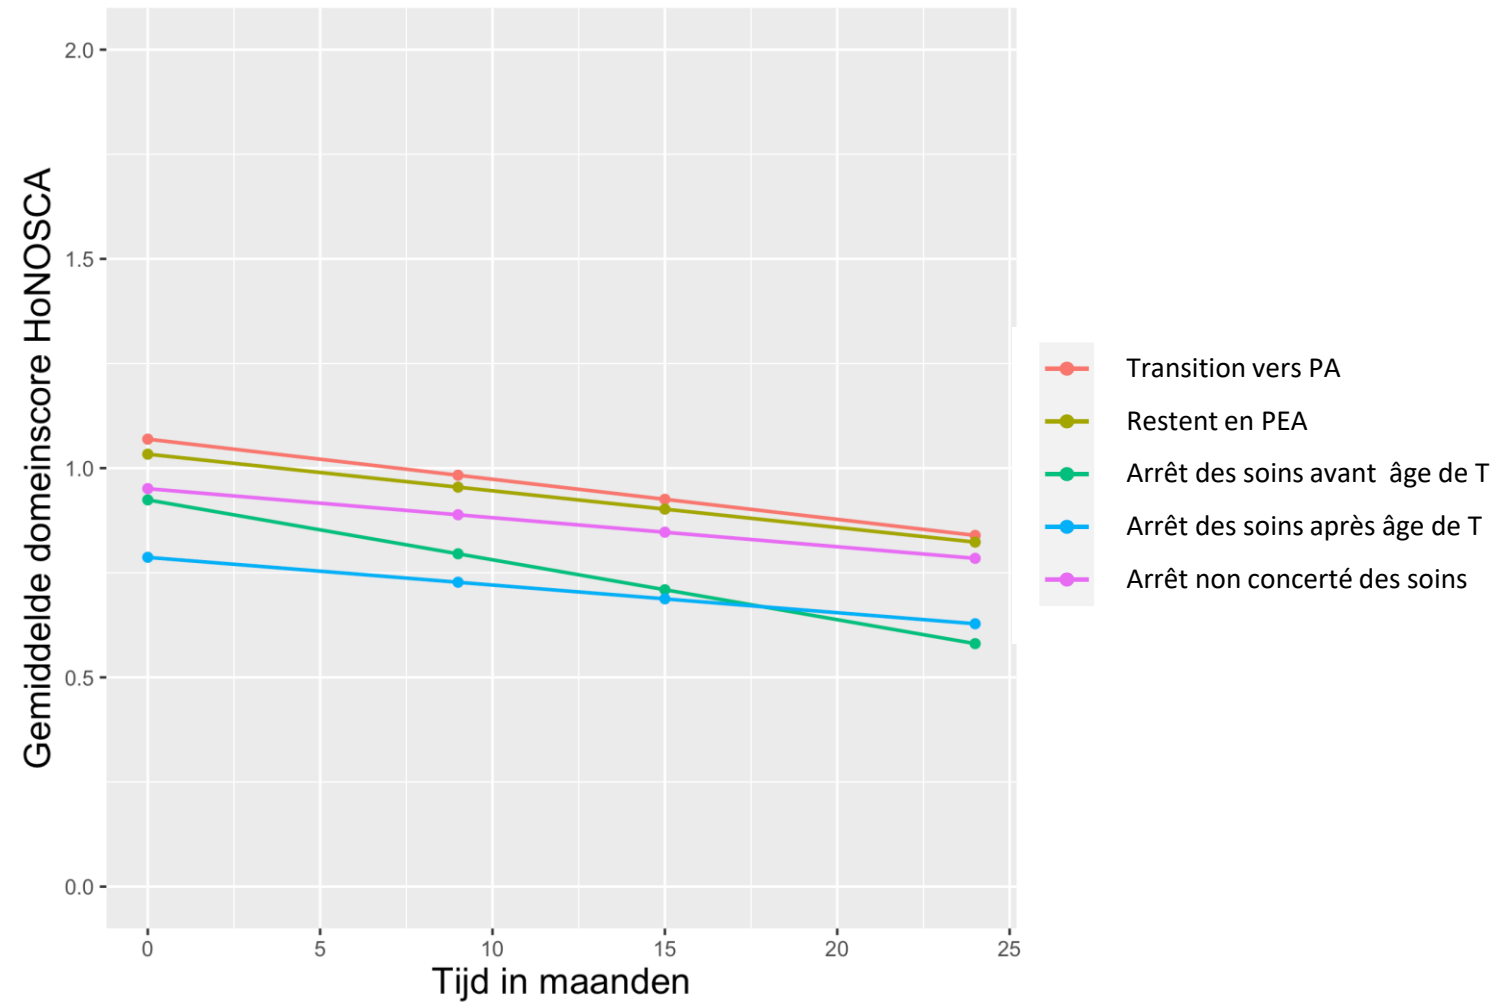 Gemiddelde domeinscore HoNOSCA
2.0
1.5
1.0
0.5
0.0
0 5 10 15 20 25
Tijd in maanden
Transition vers PA
Restent en PEA
Arrêt des soins avant âge de T
Arrêt des soins après âge de T
Arrêt non concerté des soins